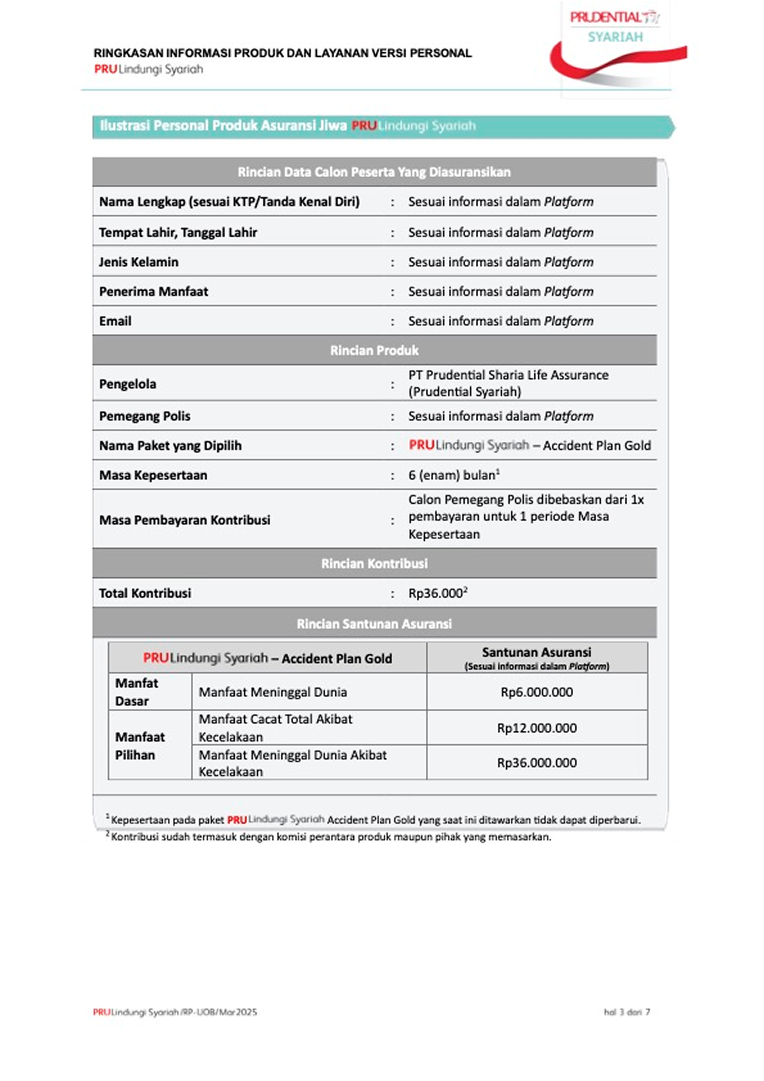 PRUDENTIAL
SYARIAH
RINGKASAN INFORMASI PRODUK DAN LAYANAN VERSI PERSONAL
PRULindungi Syariah
Ilustrasi Personal Produk Asuransi Jiwa PRULindungi Syariah
Rincian Data Calon Peserta Yang Diasuransikan
Nama Lengkap (sesuai KTP/Tanda Kenal Diri) : Sesuai informasi dalam Platform
Tempat Lahir, Tanggal Lahir : Sesuai informasi dalam Platform
Jenis Kelamin : Sesuai informasi dalam Platform
Penerima Manfaat : Sesuai informasi dalam Platform
Email : Sesuai informasi dalam Platform
Rincian Produk
Pengelola : PT Prudential Sharia Life Assurance
(Prudential Syariah)
Pemegang Polis : Sesuai informasi dalam Platform
Nama Paket yang Dipilih : PRULindungi Syariah – Accident Plan Gold
Masa Kepesertaan : 6 (enam) bulan¹
Masa Pembayaran Kontribusi : Calon Pemegang Polis dibebaskan dari 1x
pembayaran untuk 1 periode Masa
Kepesertaan
Rincian Kontribusi
Total Kontribusi : Rp36.000²
Rincian Santunan Asuransi
PRULindungi Syariah – Accident Plan Gold
Santunan Asuransi
(Sesuai informasi dalam Platform)
Manfat
Dasar
Manfaat Meninggal Dunia
Rp6.000.000
Manfaat
Pilihan
Manfaat Cacat Total Akibat
Kecelakaan
Rp12.000.000
Manfaat Meninggal Dunia Akibat
Kecelakaan
Rp36.000.000
¹ Kepesertaan pada paket PRULindungi Syariah Accident Plan Gold yang saat ini ditawarkan tidak dapat diperbarui.
² Kontribusi sudah termasuk dengan komisi perantara produk maupun pihak yang memasarkan.
PRULindungi Syariah/RP-UOB/Mar2025
hal 3 dari 7